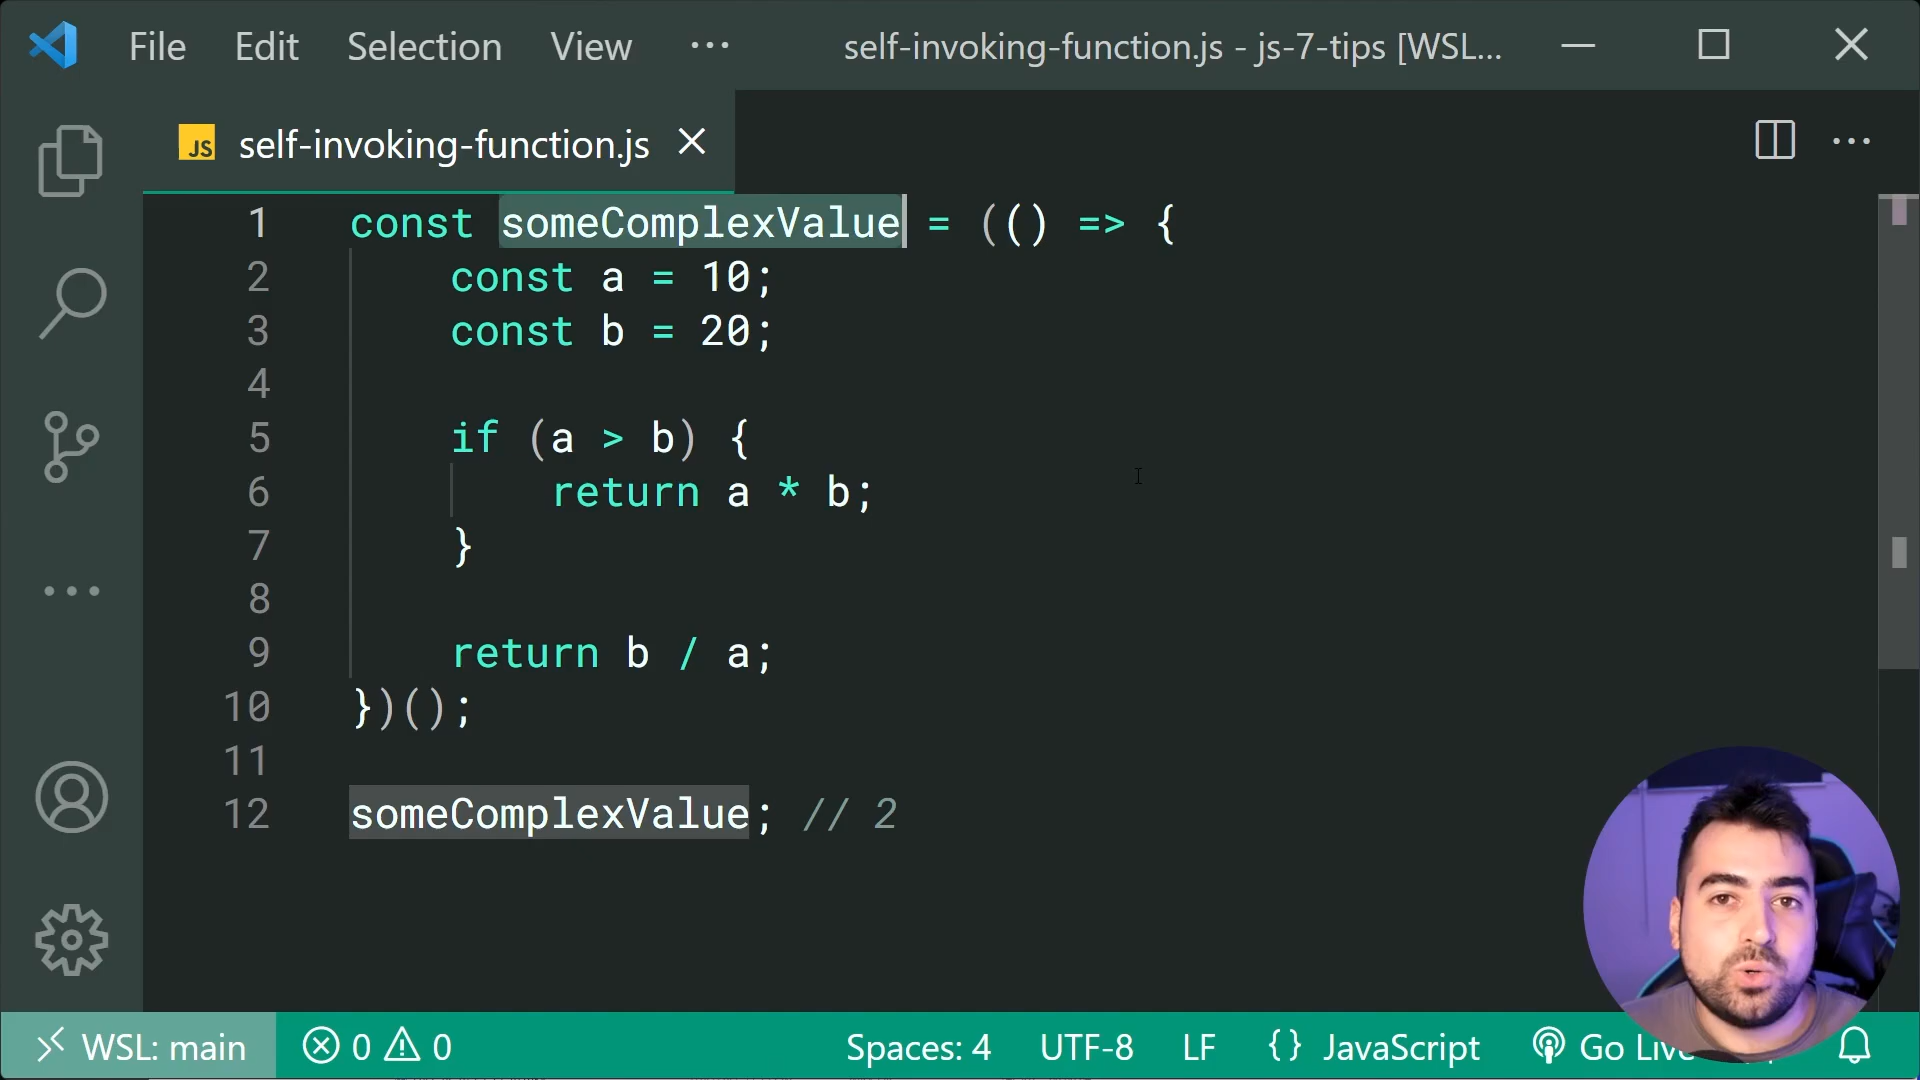 File Edit Selection View ··· self-invoking-function.js - js-7-tips [WSL...
JS self-invoking-function.js
1 const someComplexValue = (() => {
2 const a = 10;
3 const b = 20;
4
5 if (a > b) {
6 return a * b;
7 }
8
9 return b / a;
10 })();
11
12 someComplexValue; // 2
WSL: main 0 0 Spaces: 4 UTF-8 LF {} JavaScript Go Live